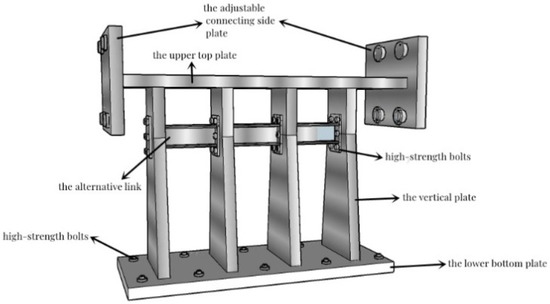 the adjustable
connecting side
plate
the upper top plate
high-strength bolts
the alternative link
the vertical plate
high-strength bolts
the lower bottom plate